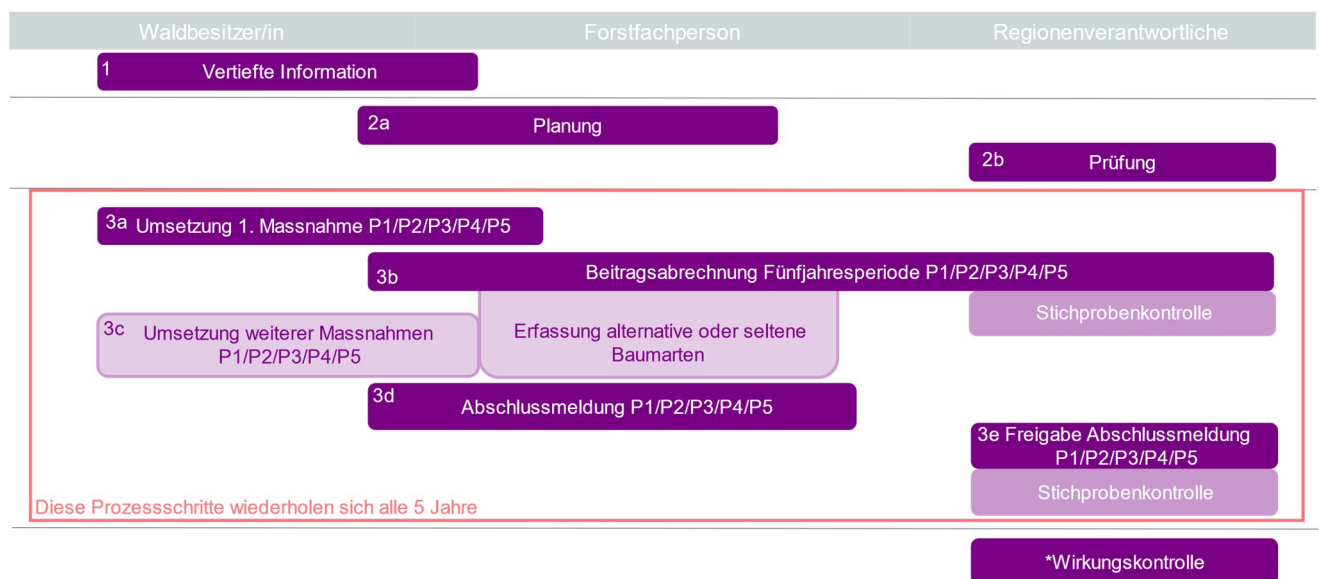 Waldbesitzer/in Forstfachperson Regionenverantwortliche
1 Vertiefte Information
2a Planung
2b Prüfung
3a Umsetzung 1. Massnahme P1/P2/P3/P4/P5
3b Beitragsabrechnung Fünfjahresperiode P1/P2/P3/P4/P5
Stichprobenkontrolle
3c Umsetzung weiterer Massnahmen
P1/P2/P3/P4/P5
Erfassung alternative oder seltene
Baumarten
3d Abschlussmeldung P1/P2/P3/P4/P5
3e Freigabe Abschlussmeldung
P1/P2/P3/P4/P5
Stichprobenkontrolle
Diese Prozessschritte wiederholen sich alle 5 Jahre
*Wirkungskontrolle